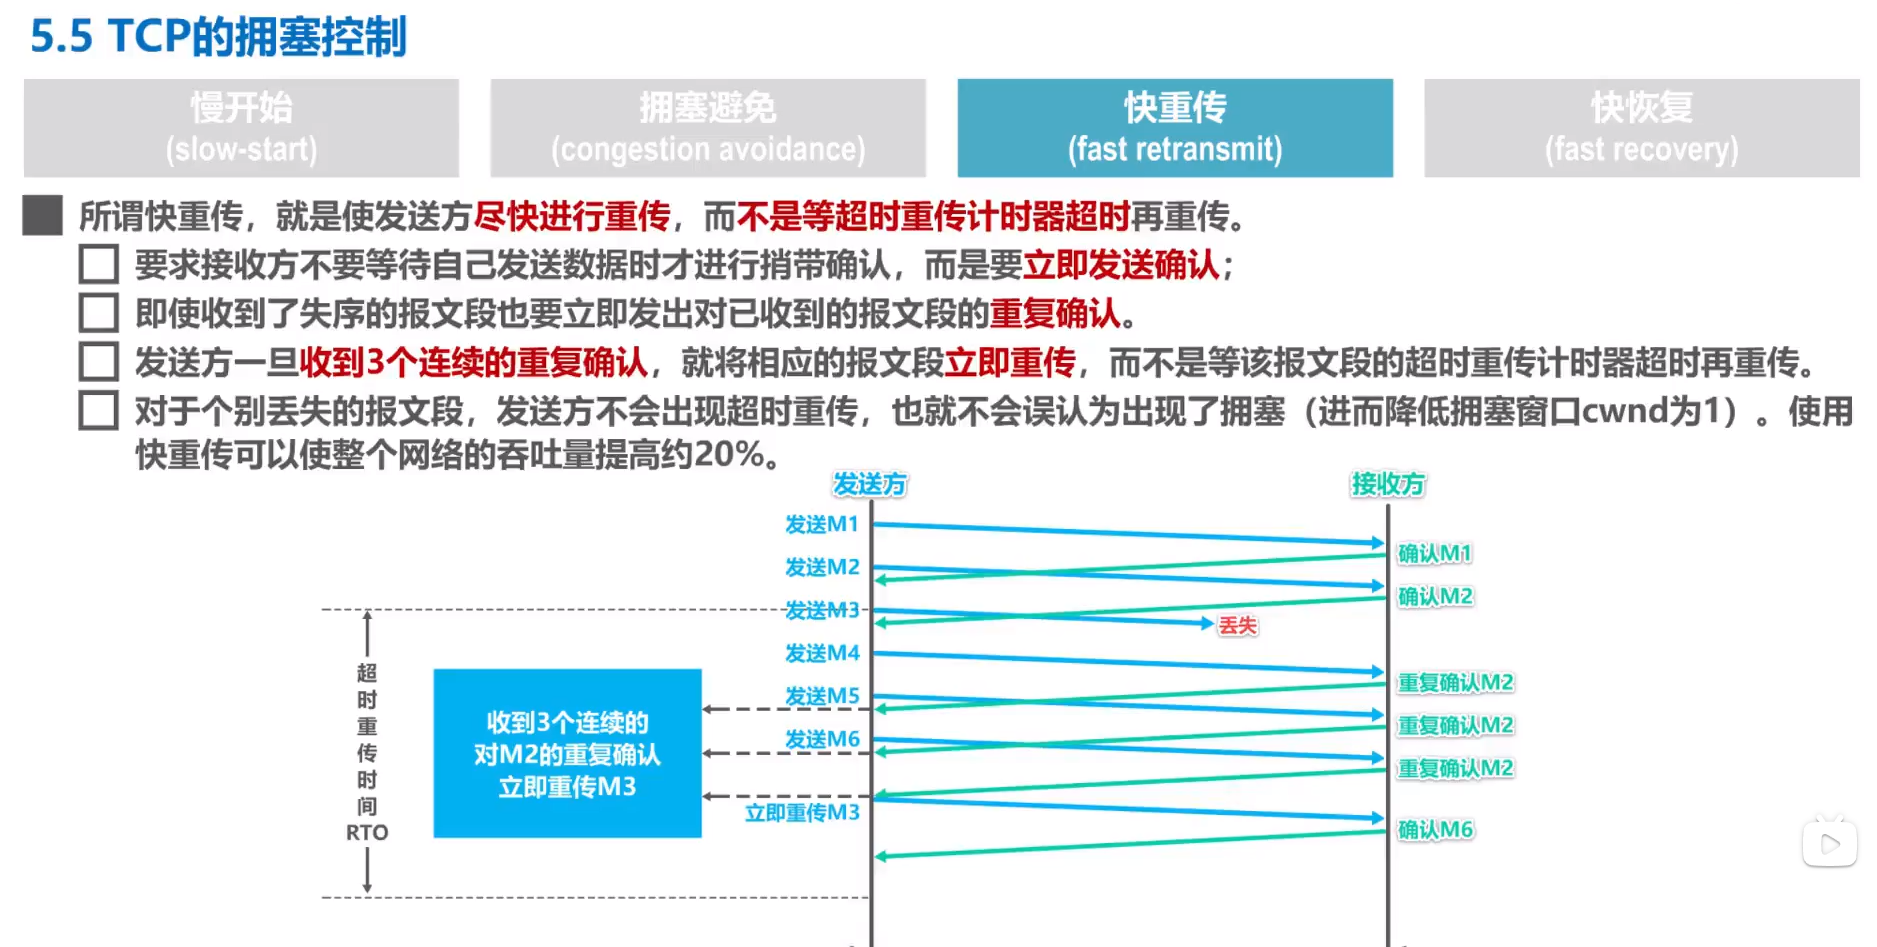 5.5 TCP的拥塞控制
慢开始
(slow-start)
拥塞避免
(congestion avoidance)
快重传
(fast retransmit)
快恢复
(fast recovery)
所谓快重传，就是使发送方尽快进行重传，而不是等超时重传计时器超时再重传。
要求接收方不要等待自己发送数据时才进行捎带确认，而是要立即发送确认；
即使收到了失序的报文段也要立即发出对已收到的报文段的重复确认。
发送方一旦收到3个连续的重复确认，就将相应的报文段立即重传，而不是等该报文段的超时重传计时器超时再重传。
对于个别丢失的报文段，发送方不会出现超时重传，也就不会误认为出现了拥塞（进而降低拥塞窗口cwnd为1）。使用
快重传可以使整个网络的吞吐量提高约20%。
发送方
接收方
发送M1
确认M1
发送M2
确认M2
发送M3
丢失
发送M4
重复确认M2
发送M5
重复确认M2
发送M6
重复确认M2
立即重传M3
确认M6
超
时
重
传
时
间
RTO
收到3个连续的
对M2的重复确认
立即重传M3